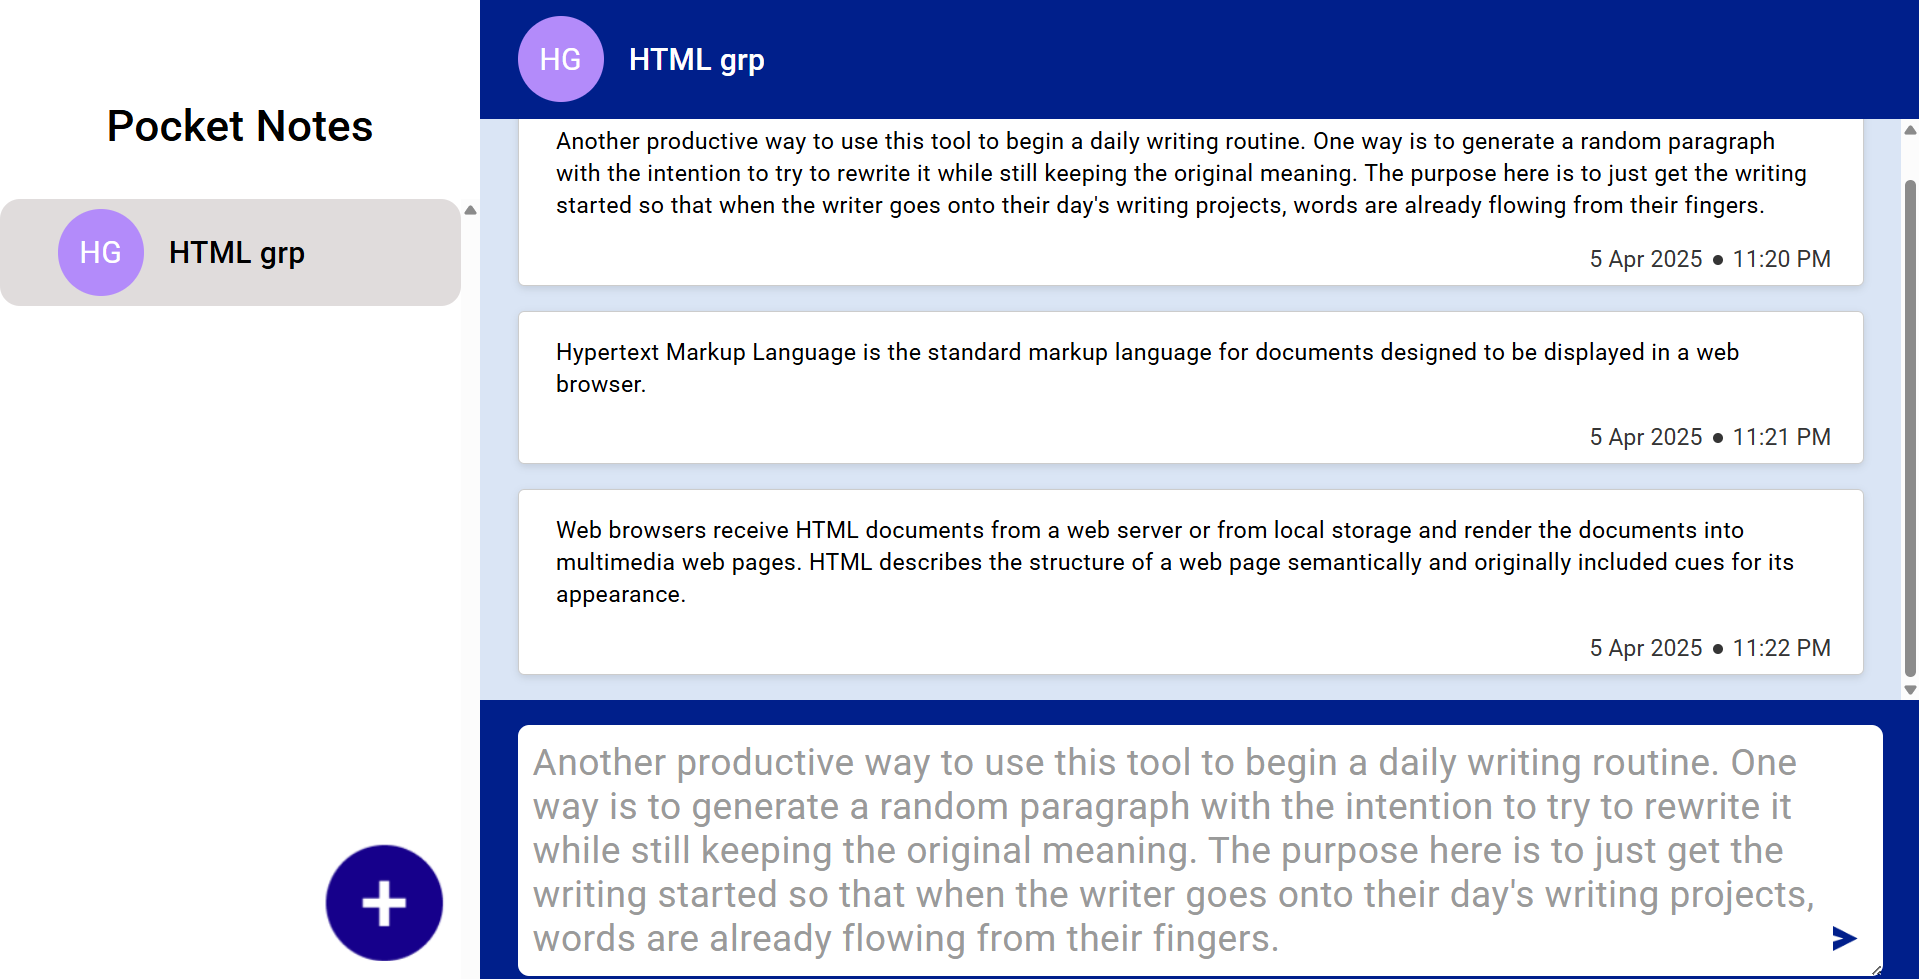 Pocket Notes
HG HTML grp
HG HTML grp
Another productive way to use this tool to begin a daily writing routine. One way is to generate a random paragraph
with the intention to try to rewrite it while still keeping the original meaning. The purpose here is to just get the writing
started so that when the writer goes onto their day's writing projects, words are already flowing from their fingers.
5 Apr 2025 ● 11:20 PM
Hypertext Markup Language is the standard markup language for documents designed to be displayed in a web
browser.
5 Apr 2025 ● 11:21 PM
Web browsers receive HTML documents from a web server or from local storage and render the documents into
multimedia web pages. HTML describes the structure of a web page semantically and originally included cues for its
appearance.
5 Apr 2025 ● 11:22 PM
Another productive way to use this tool to begin a daily writing routine. One
way is to generate a random paragraph with the intention to try to rewrite it
while still keeping the original meaning. The purpose here is to just get the
writing started so that when the writer goes onto their day's writing projects,
words are already flowing from their fingers.